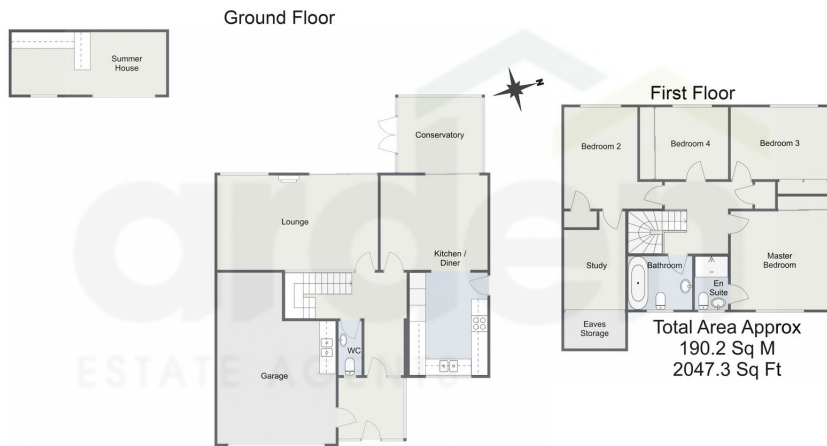 Ground Floor
Summer
House
Conservatory
N
Lounge
Kitchen /
Diner
WC
Garage
First Floor
Bedroom 2
Bedroom 4
Bedroom 3
Study
Bathroom
En
Suite
Master
Bedroom
Eaves
Storage
Total Area Approx
190.2 Sq M
2047.3 Sq Ft
arden
ESTATE AGENTS